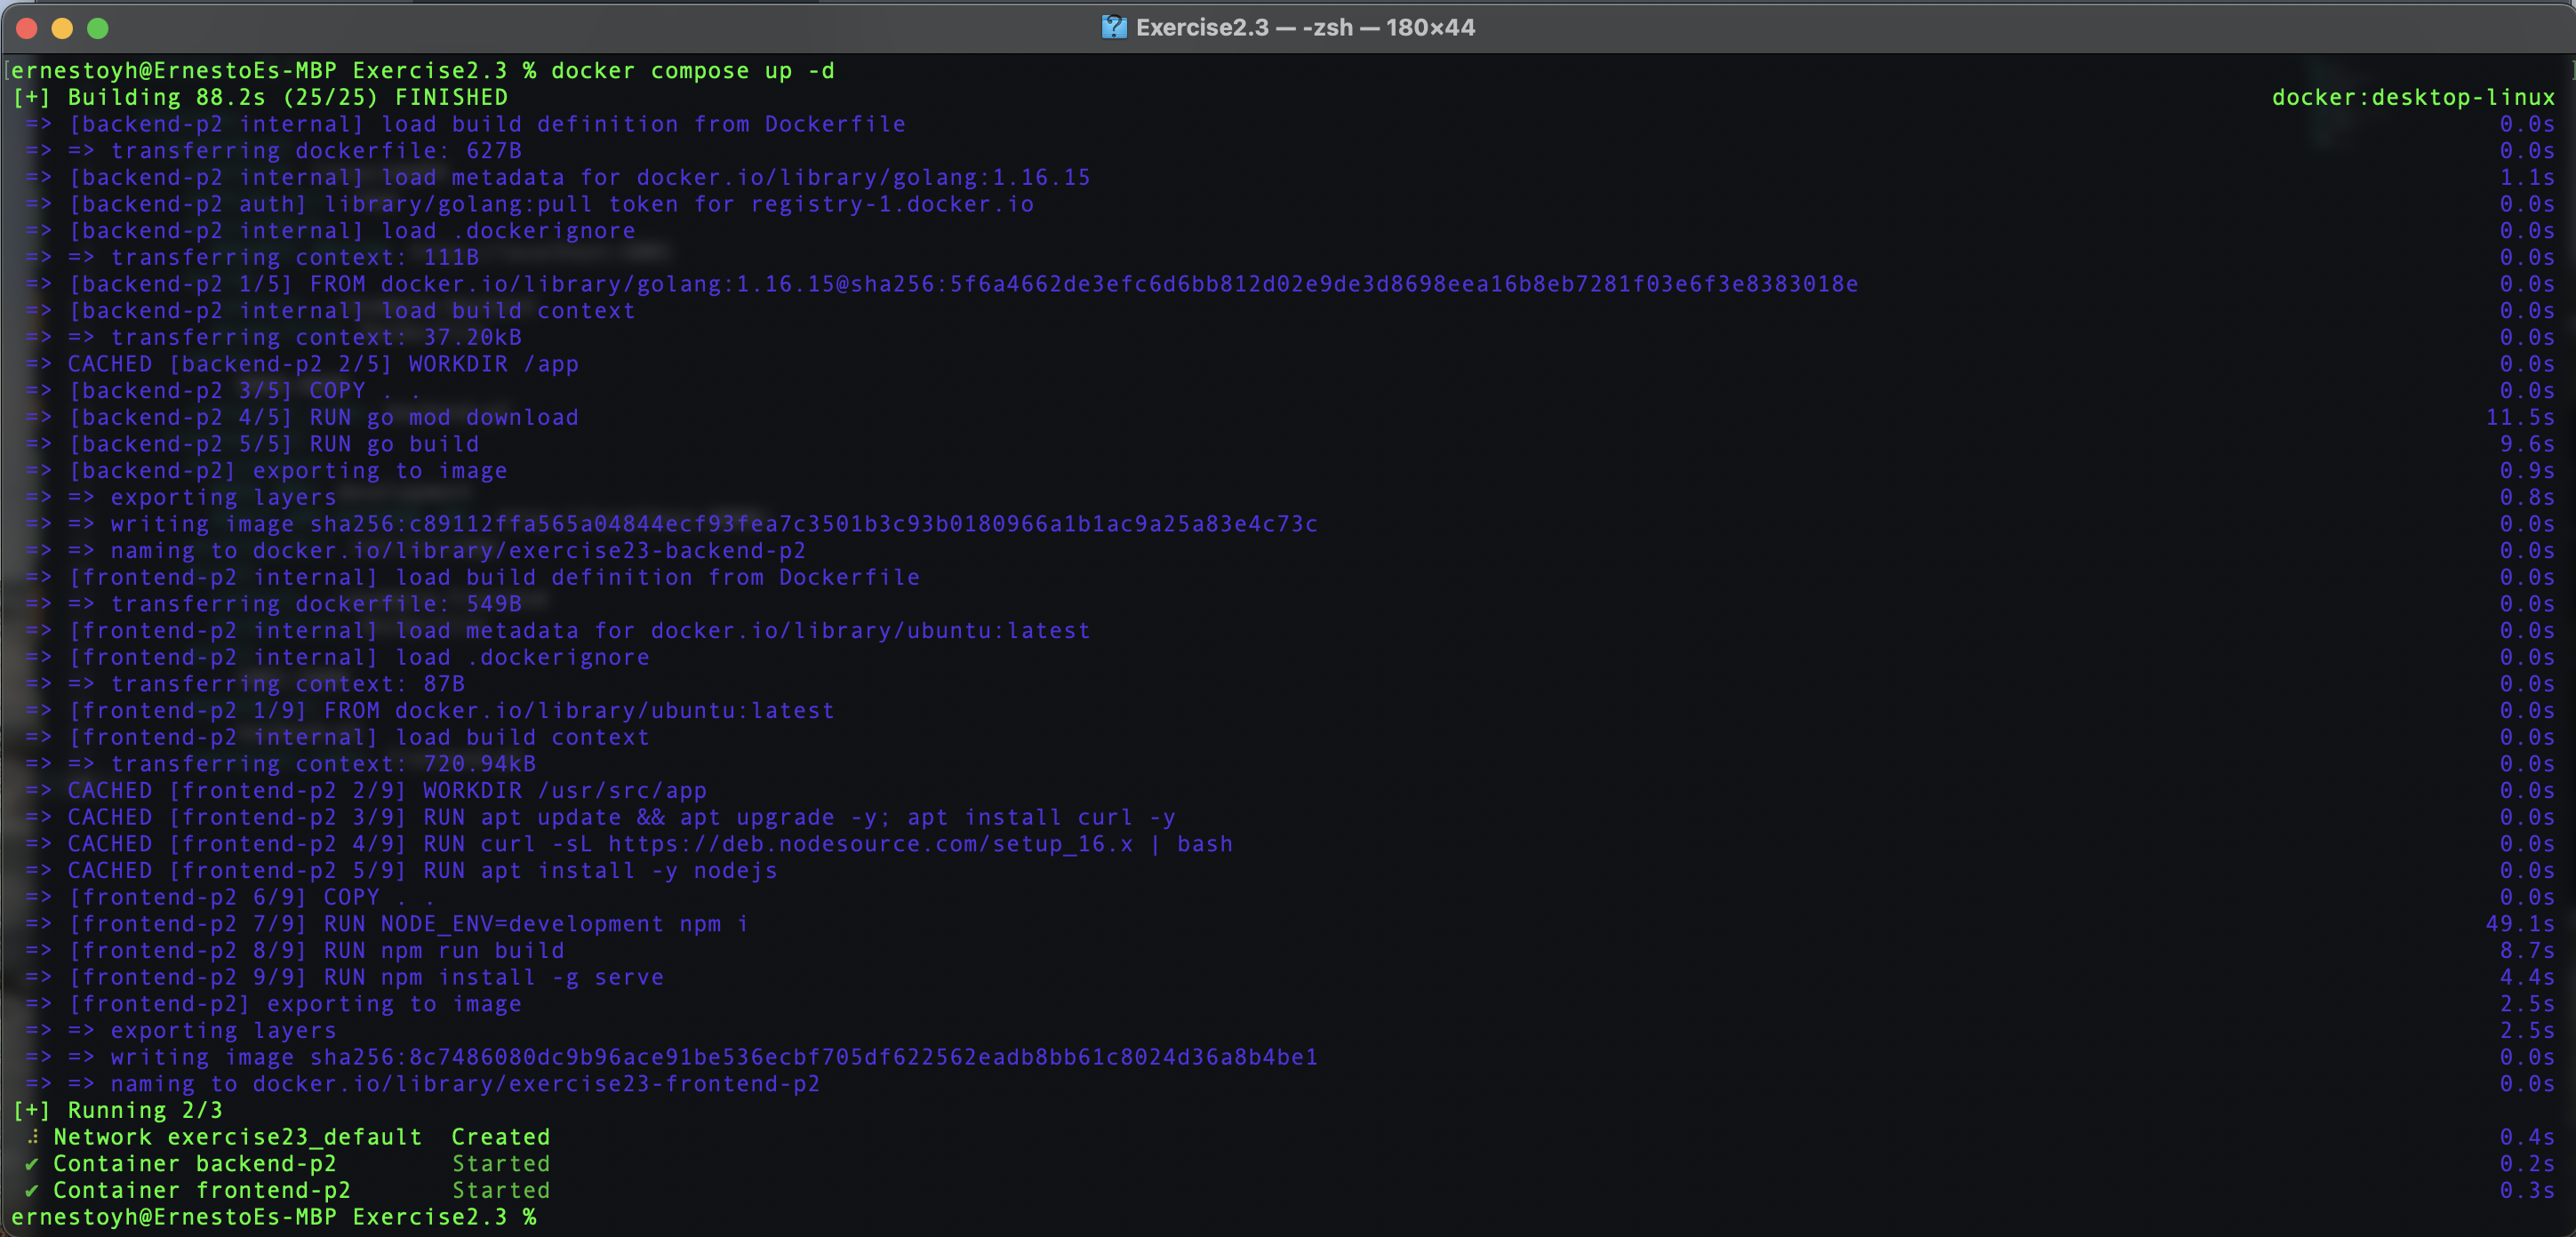 Exercise2.3 — -zsh — 180×44
[ernestoyh@ErnestoEs-MBP Exercise2.3 % docker compose up -d ]
[+] Building 88.2s (25/25) FINISHED docker:desktop-linux
=> [backend-p2 internal] load build definition from Dockerfile 0.0s
=> => transferring dockerfile: 627B 0.0s
=> [backend-p2 internal] load metadata for docker.io/library/golang:1.16.15 1.1s
=> [backend-p2 auth] library/golang:pull token for registry-1.docker.io 0.0s
=> [backend-p2 internal] load .dockerignore 0.0s
=> => transferring context: 111B 0.0s
=> [backend-p2 1/5] FROM docker.io/library/golang:1.16.15@sha256:5f6a4662de3efc6d6bb812d02e9de3d8698eea16b8eb7281f03e6f3e8383018e 0.0s
=> [backend-p2 internal] load build context 0.0s
=> => transferring context: 37.20kB 0.0s
=> CACHED [backend-p2 2/5] WORKDIR /app 0.0s
=> [backend-p2 3/5] COPY . . 0.0s
=> [backend-p2 4/5] RUN go mod download 11.5s
=> [backend-p2 5/5] RUN go build 9.6s
=> [backend-p2] exporting to image 0.9s
=> => exporting layers 0.8s
=> => writing image sha256:c89112ffa565a04844ecf93fea7c3501b3c93b0180966a1b1ac9a25a83e4c73c 0.0s
=> => naming to docker.io/library/exercise23-backend-p2 0.0s
=> [frontend-p2 internal] load build definition from Dockerfile 0.0s
=> => transferring dockerfile: 549B 0.0s
=> [frontend-p2 internal] load metadata for docker.io/library/ubuntu:latest 0.0s
=> [frontend-p2 internal] load .dockerignore 0.0s
=> => transferring context: 87B 0.0s
=> [frontend-p2 1/9] FROM docker.io/library/ubuntu:latest 0.0s
=> [frontend-p2 internal] load build context 0.0s
=> => transferring context: 720.94kB 0.0s
=> CACHED [frontend-p2 2/9] WORKDIR /usr/src/app 0.0s
=> CACHED [frontend-p2 3/9] RUN apt update && apt upgrade -y; apt install curl -y 0.0s
=> CACHED [frontend-p2 4/9] RUN curl -sL https://deb.nodesource.com/setup_16.x | bash 0.0s
=> CACHED [frontend-p2 5/9] RUN apt install -y nodejs 0.0s
=> [frontend-p2 6/9] COPY . . 0.0s
=> [frontend-p2 7/9] RUN NODE_ENV=development npm i 49.1s
=> [frontend-p2 8/9] RUN npm run build 8.7s
=> [frontend-p2 9/9] RUN npm install -g serve 4.4s
=> [frontend-p2] exporting to image 2.5s
=> => exporting layers 2.5s
=> => writing image sha256:8c7486080dc9b96ace91be536ecbf705df622562eadb8bb61c8024d36a8b4be1 0.0s
=> => naming to docker.io/library/exercise23-frontend-p2 0.0s
[+] Running 2/3
⠼ Network exercise23_default Created 0.4s
✔ Container backend-p2 Started 0.2s
✔ Container frontend-p2 Started 0.3s
ernestoyh@ErnestoEs-MBP Exercise2.3 %